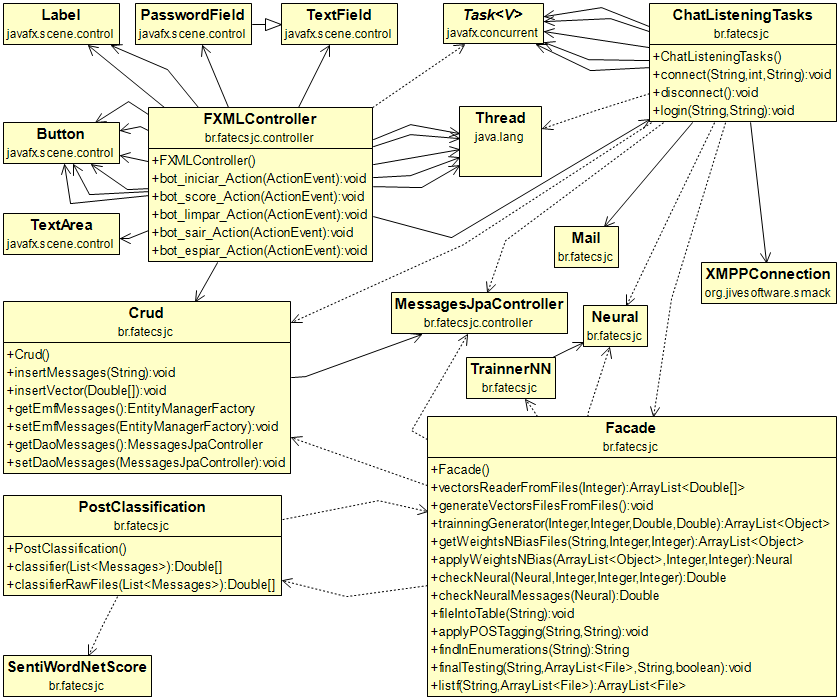 Label
javafx.scene.control
PasswordField
javafx.scene.control
TextField
javafx.scene.control
Task<V>
javafx.concurrent
ChatListeningTasks
br.fatecsjc
+ChatListeningTasks()
+connect(String,int,String):void
+disconnect():void
+login(String,String):void
FXMLController
br.fatecsjc.controller
+FXMLController()
+bot_iniciar_Action(ActionEvent):void
+bot_score_Action(ActionEvent):void
+bot_limpar_Action(ActionEvent):void
+bot_sair_Action(ActionEvent):void
+bot_espiar_Action(ActionEvent):void
Thread
java.lang
Button
javafx.scene.control
TextArea
javafx.scene.control
Mail
br.fatecsjc
XMPPConnection
org.jivesoftware.smack
Crud
br.fatecsjc
+Crud()
+insertMessages(String):void
+insertVector(Double[]):void
+getEmfMessages():EntityManagerFactory
+setEmfMessages(EntityManagerFactory):void
+getDaoMessages():MessagesJpaController
+setDaoMessages(MessagesJpaController):void
MessagesJpaController
br.fatecsjc.controller
Neural
br.fatecsjc
TrainnerNN
br.fatecsjc
Facade
br.fatecsjc
+Facade()
+vectorsReaderFromFiles(Integer):ArrayList<Double[]>
+generateVectorsFilesFromFiles():void
+trainningGenerator(Integer,Integer,Double,Double):ArrayList<Object>
+getWeightsNBiasFiles(String,Integer,Integer):ArrayList<Object>
+applyWeightsNBias(ArrayList<Object>,Integer,Integer):Neural
+checkNeural(Neural,Integer,Integer,Integer):Double
+checkNeuralMessages(Neural):Double
+fileIntoTable(String):void
+applyPOSTagging(String,String):void
+findInEnumerations(String):String
+finalTesting(String,ArrayList<File>,String,boolean):void
+listf(String,ArrayList<File>):ArrayList<File>
PostClassification
br.fatecsjc
+PostClassification()
+classifier(List<Messages>):Double[]
+classifierRawFiles(List<Messages>):Double[]
SentiWordNetScore
br.fatecsjc